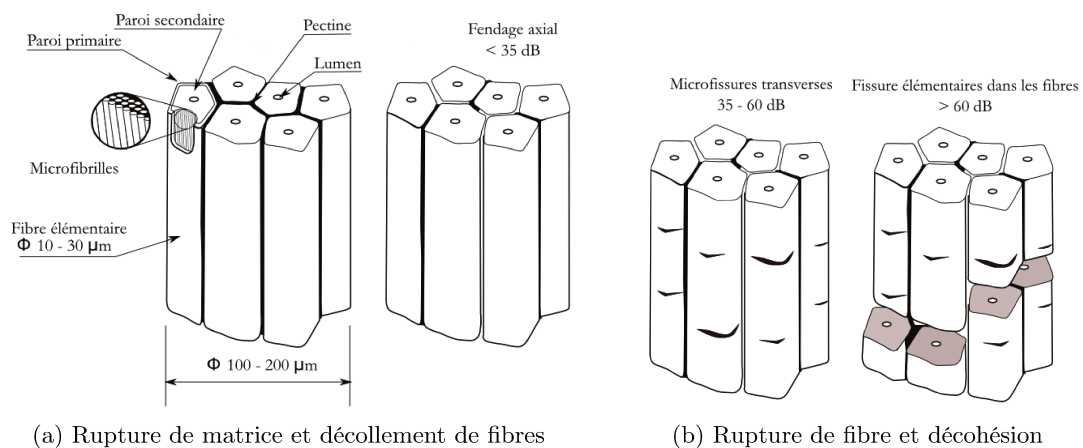 Paroi secondaire
Paroi primaire
Pectine
Lumen
Microfibrilles
Fibre élémentaire
Φ 10 - 30 μm
Φ 100 - 200 μm
Fendage axial
< 35 dB
(a) Rupture de matrice et décollement de fibres
Microfissures transverses
35 - 60 dB
Fissure élémentaires dans les fibres
> 60 dB
(b) Rupture de fibre et décohésion